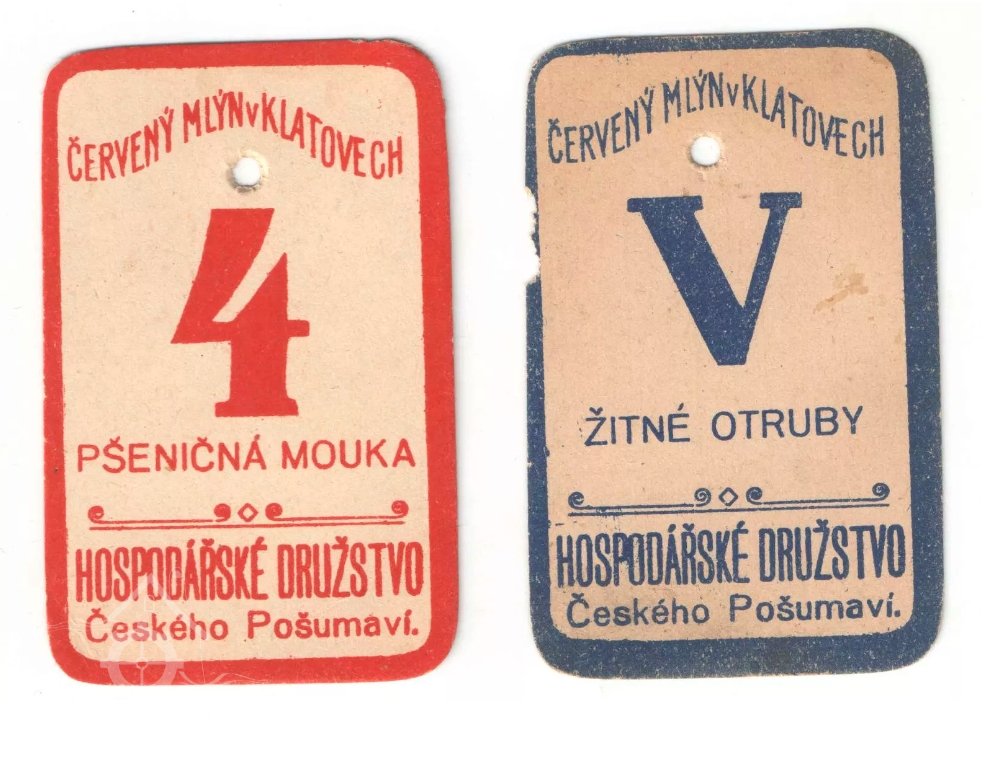 ČERVENÝ MLÝN v KLATOVECH
4
PŠENIČNÁ MOUKA
HOSPODÁŘSKÉ DRUŽSTVO
Českého Pošumaví.
ČERVENÝ MLÝN v KLATOVECH
V
ŽITNÉ OTRUBY
HOSPODÁŘSKÉ DRUŽSTVO
Českého Pošumaví.